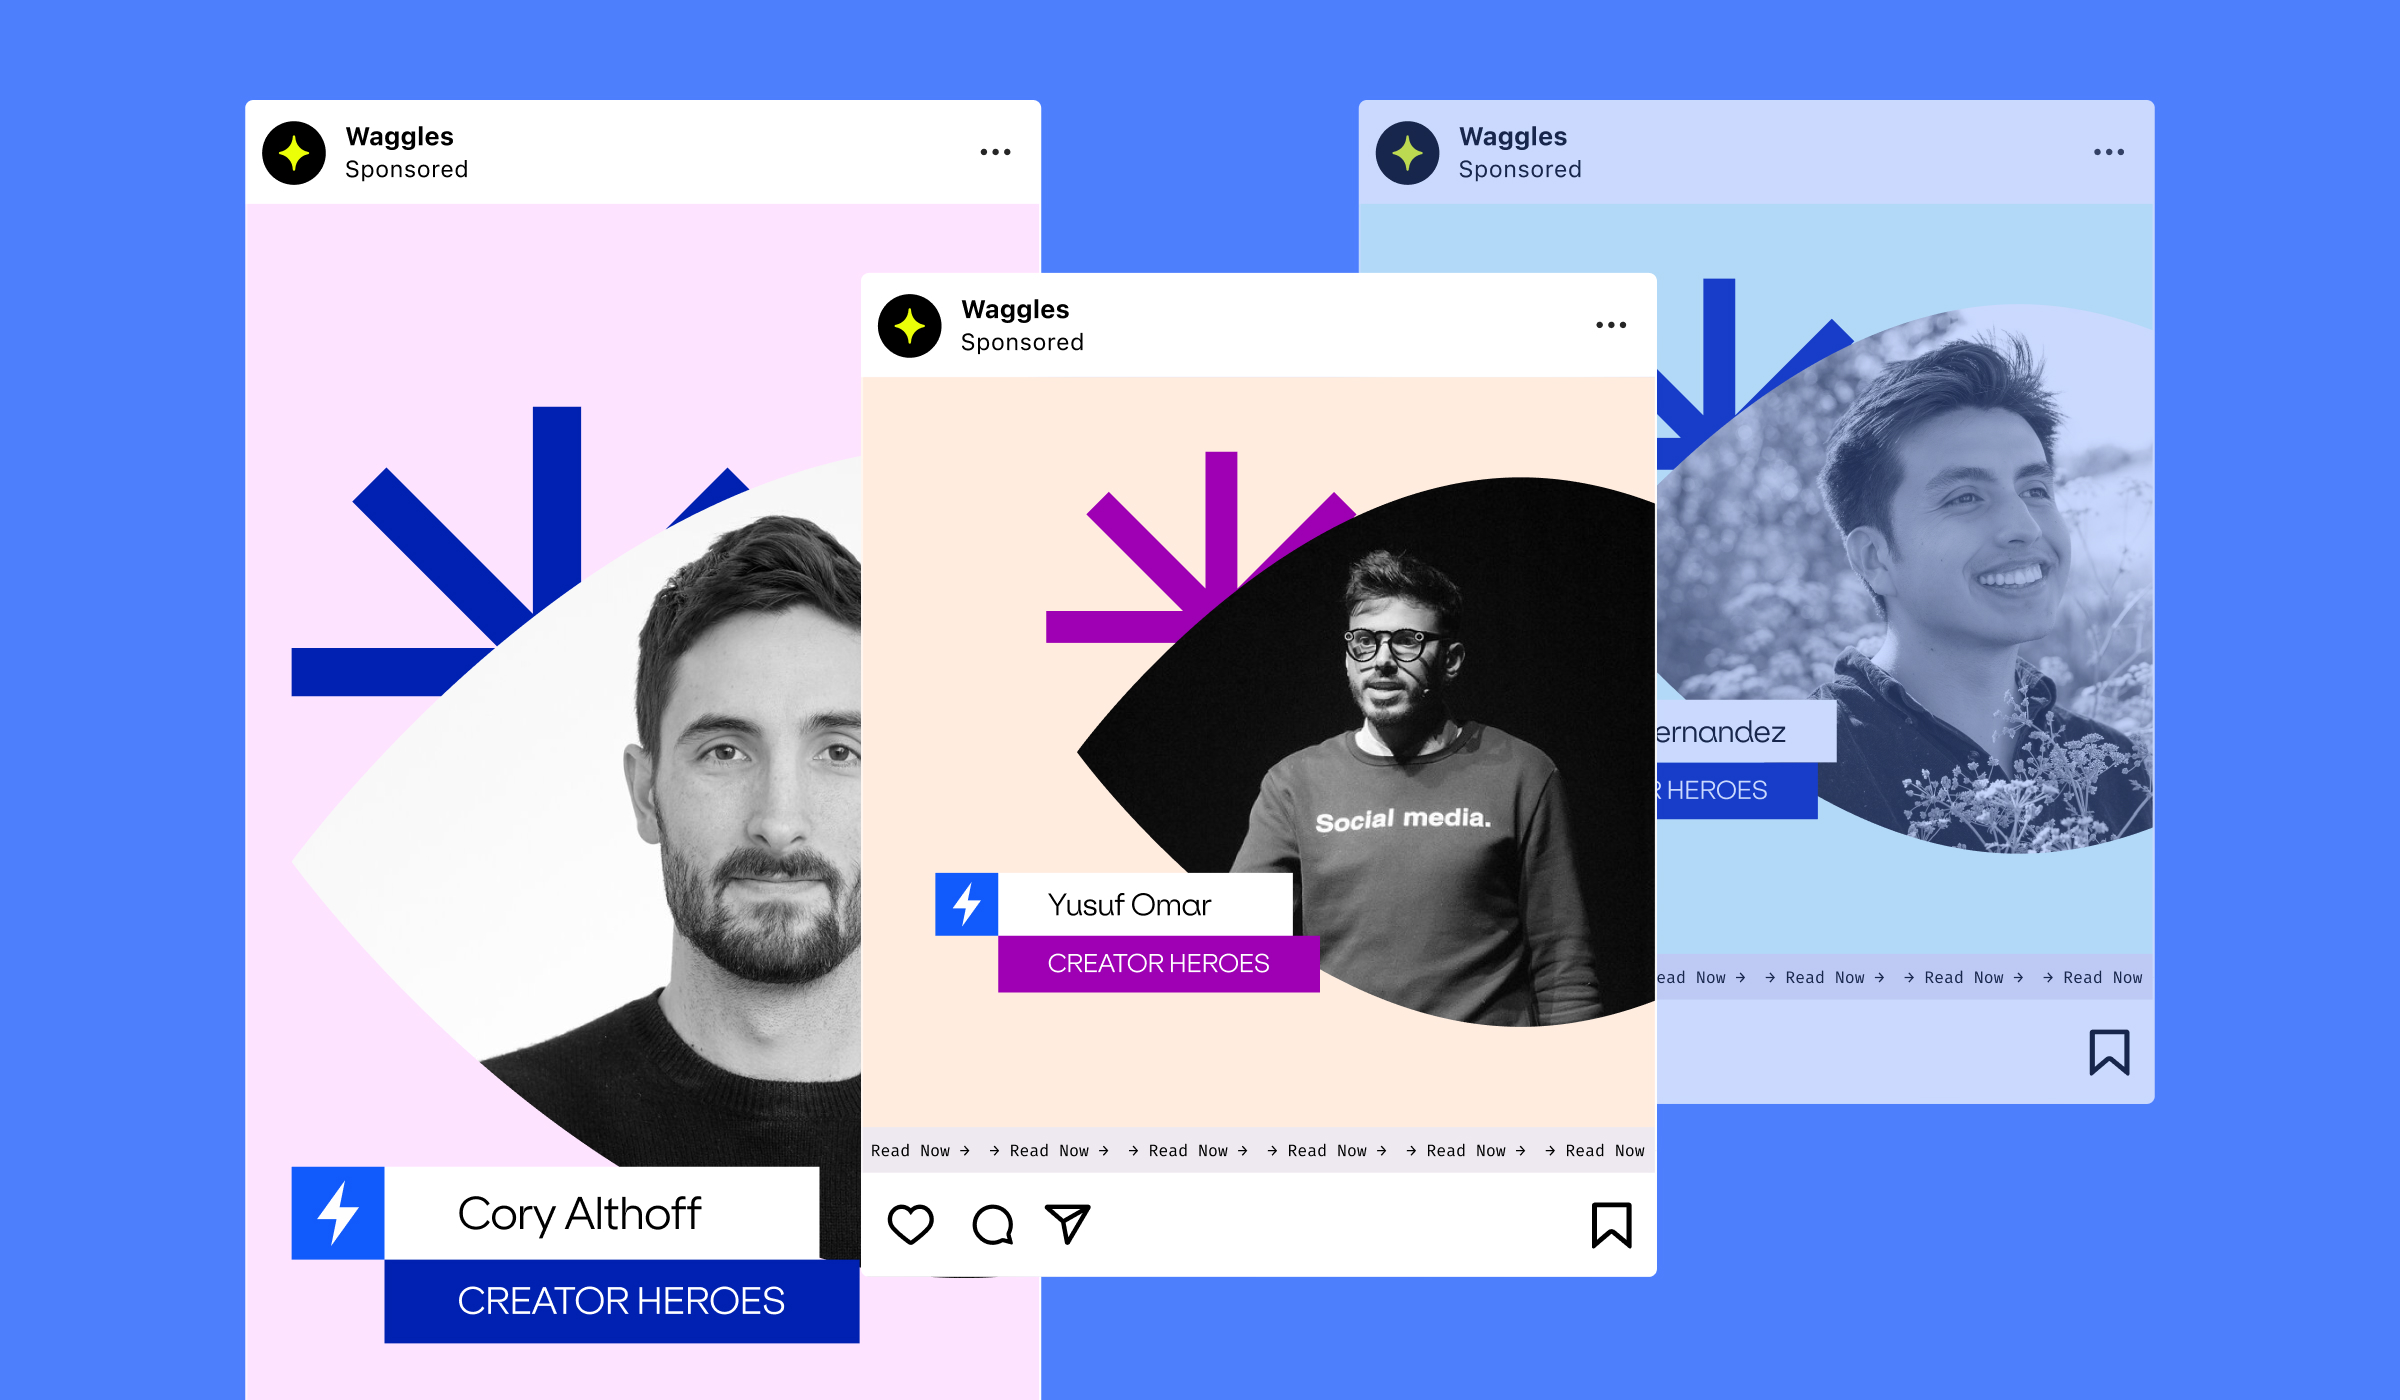 Waggles
Sponsored
Cory Althoff
CREATOR HEROES
Waggles
Sponsored
Social media.
Yusuf Omar
CREATOR HEROES
Read Now → → Read Now → → Read Now → → Read Now → → Read Now → → Read Now
Waggles
Sponsored
ernandez
HEROES
ead Now → → Read Now → → Read Now → → Read Now